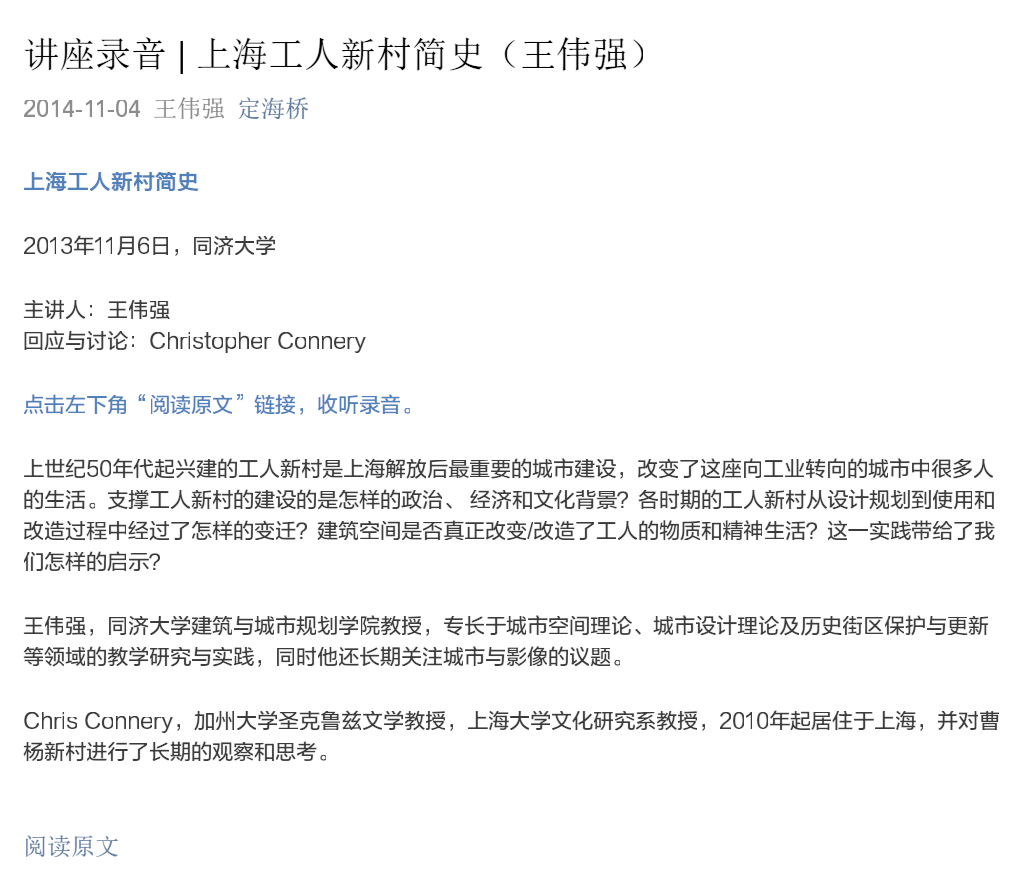 讲座录音 | 上海工人新村简史（王伟强）
2014-11-04 王伟强 定海桥
上海工人新村简史
2013年11月6日，同济大学
主讲人：王伟强
回应与讨论：Christopher Connery
点击左下角“阅读原文”链接，收听录音。
上世纪50年代起兴建的工人新村是上海解放后最重要的城市建设，改变了这座向工业转向的城市中很多人
的生活。支撑工人新村的建设的是怎样的政治、 经济和文化背景？各时期的工人新村从设计规划到使用和
改造过程中经过了怎样的变迁？建筑空间是否真正改变/改造了工人的物质和精神生活？这一实践带给了我
们怎样的启示？
王伟强，同济大学建筑与城市规划学院教授，专长于城市空间理论、城市设计理论及历史街区保护与更新
等领域的教学研究与实践，同时他还长期关注城市与影像的议题。
Chris Connery，加州大学圣克鲁兹文学教授，上海大学文化研究系教授，2010年起居住于上海，并对曹
杨新村进行了长期的观察和思考。
阅读原文